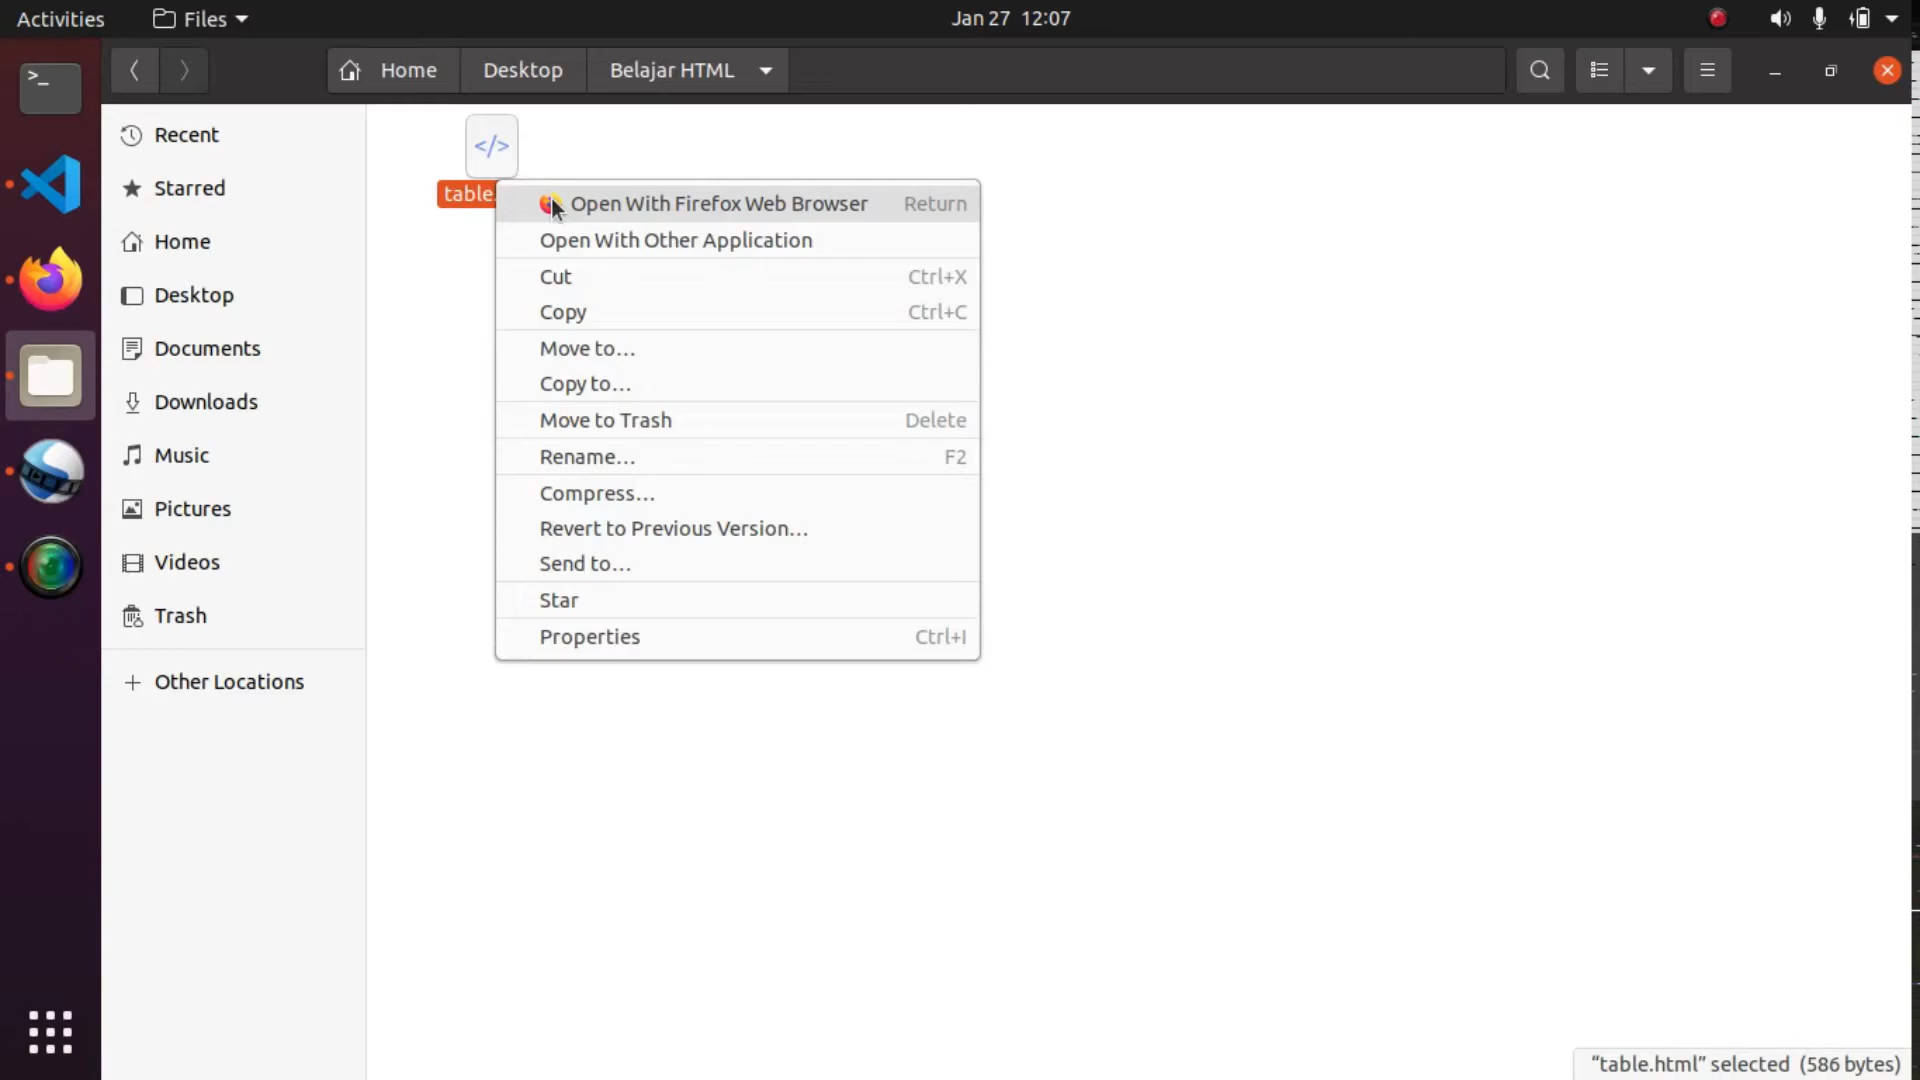 Activities
Files
Jan 27 12:07
Home
Desktop
Belajar HTML
Recent
Starred
Home
Desktop
Documents
Downloads
Music
Pictures
Videos
Trash
Other Locations
</>
table.
Open With Firefox Web Browser Return
Open With Other Application
Cut Ctrl+X
Copy Ctrl+C
Move to…
Copy to…
Move to Trash Delete
Rename… F2
Compress…
Revert to Previous Version…
Send to…
Star
Properties Ctrl+I
“table.html” selected (586 bytes)